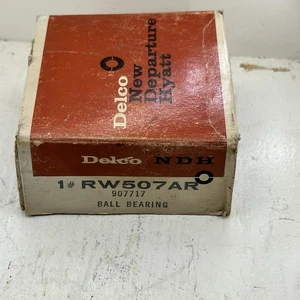 Delco
New
Departure
Hyatt
Delco NDH
1# RW507AR
907717
BALL BEARING